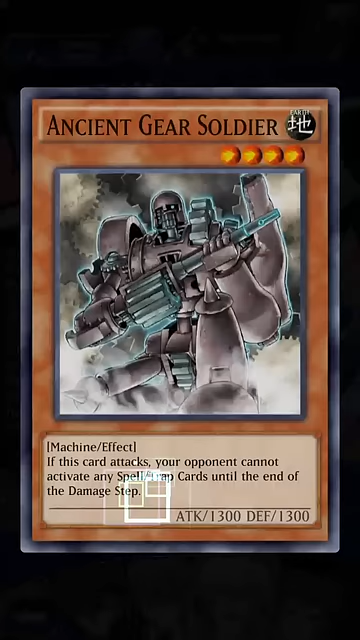 ANCIENT GEAR SOLDIER
EARTH
地
[Machine/Effect]
If this card attacks, your opponent cannot
activate any Spell/Trap Cards until the end of
the Damage Step.
ATK/1300 DEF/1300